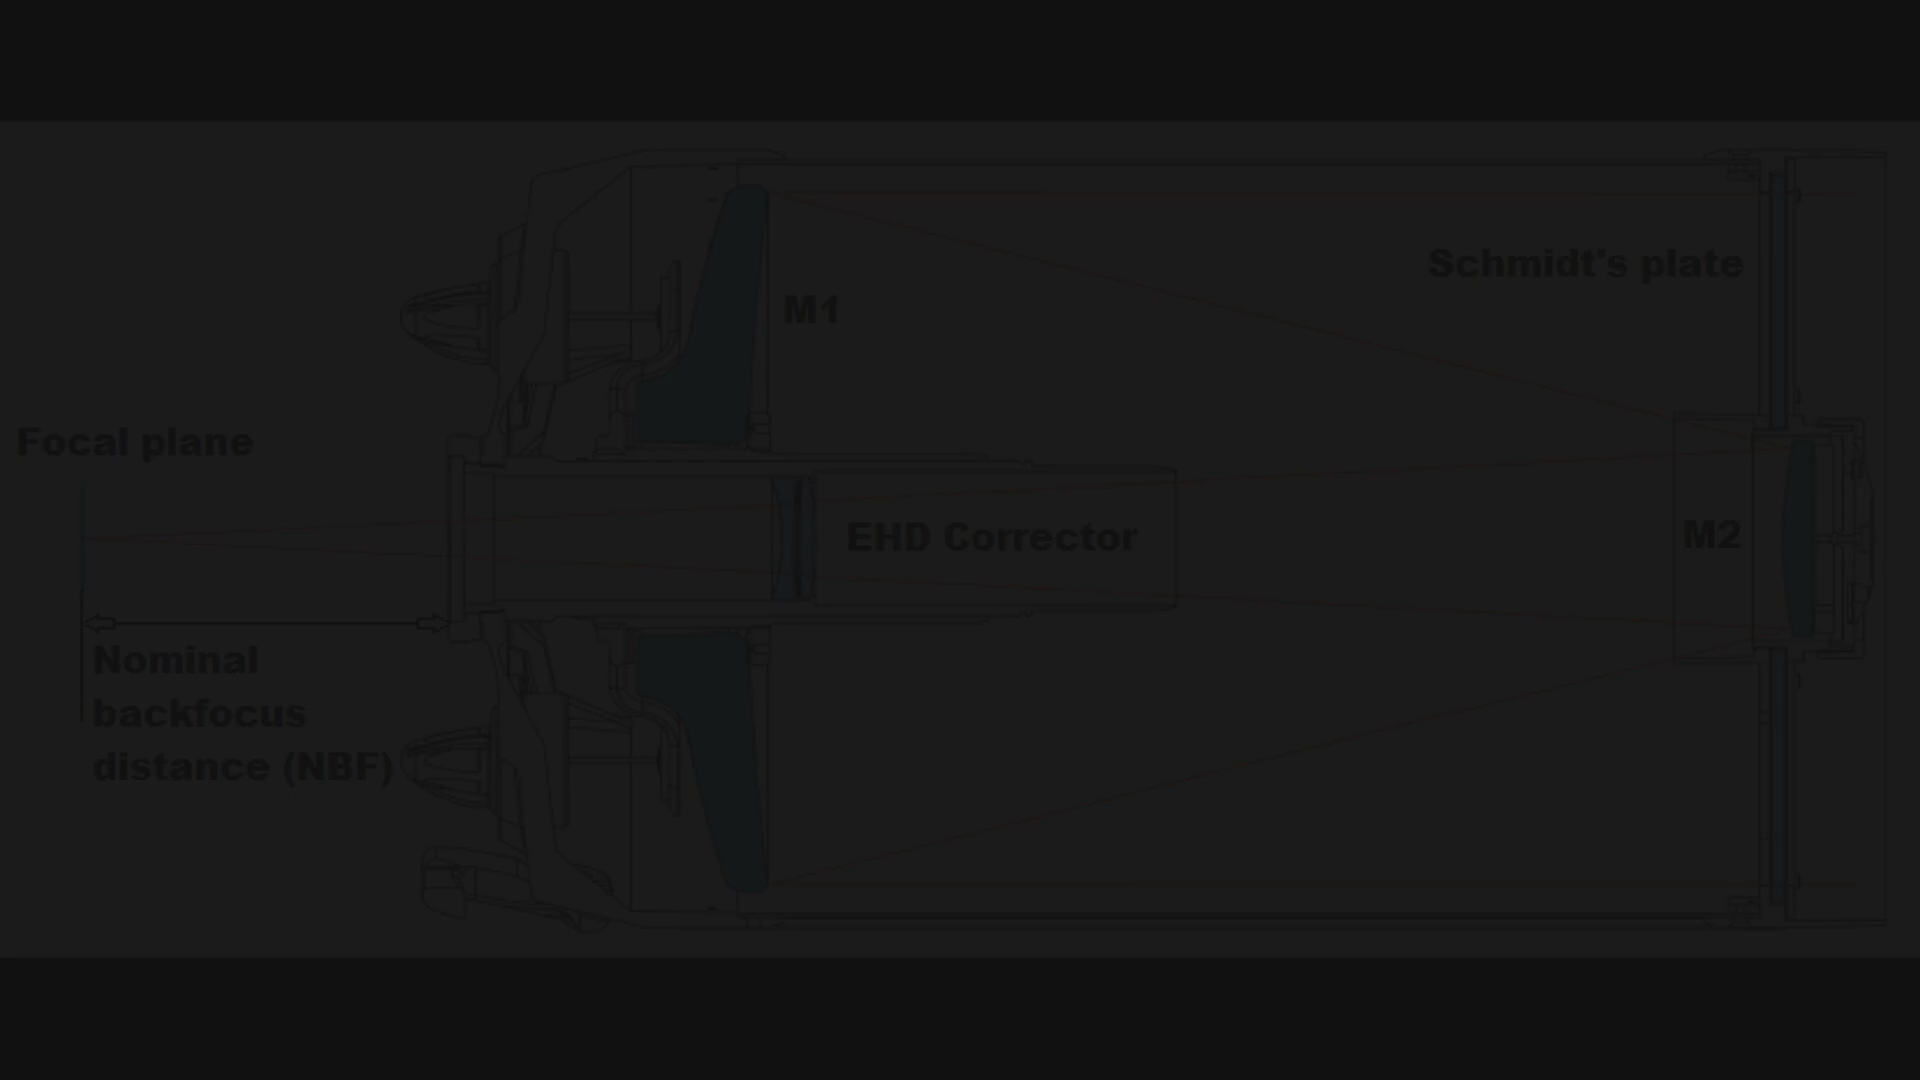 Schmidt's plate
M1
Focal plane
EHD Corrector
M2
Nominal
backfocus
distance (NBF)